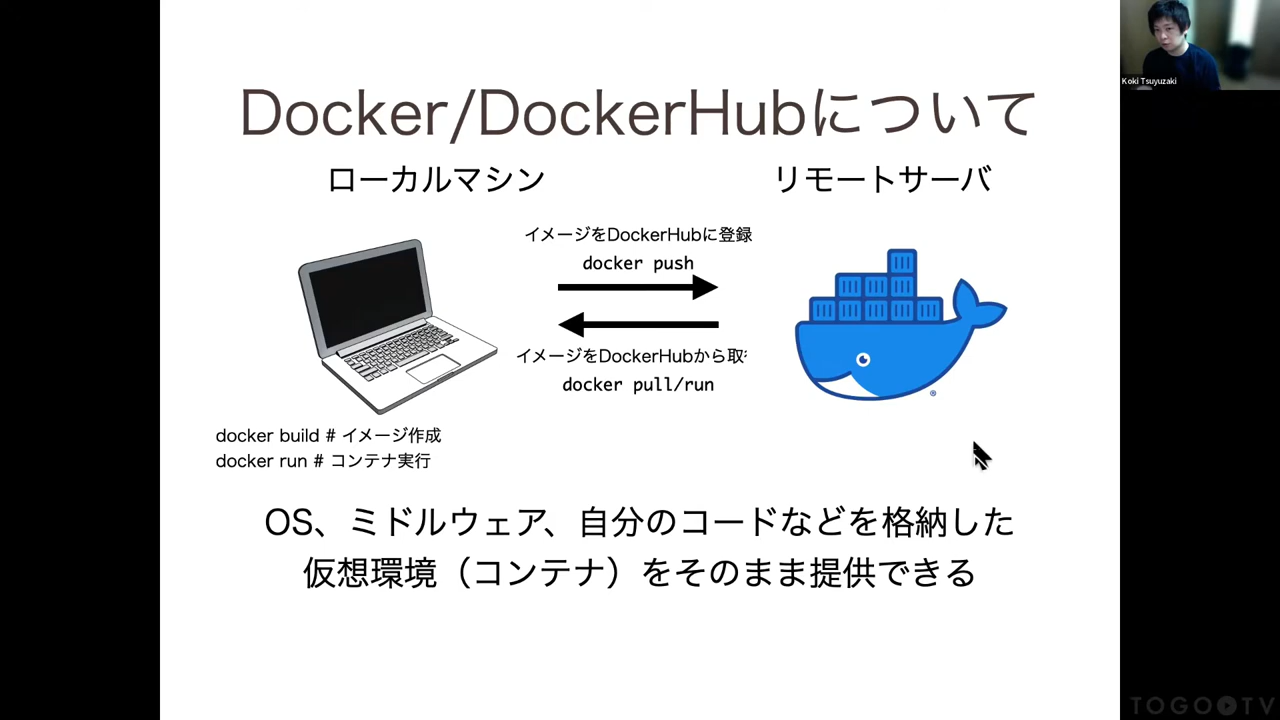 Docker/DockerHubについて
ローカルマシン
リモートサーバ
イメージをDockerHubに登録
docker push
イメージをDockerHubから取
docker pull/run
docker build # イメージ作成
docker run # コンテナ実行
OS、ミドルウェア、自分のコードなどを格納した
仮想環境（コンテナ）をそのまま提供できる
Koki Tsuyuzaki
TOGOTV